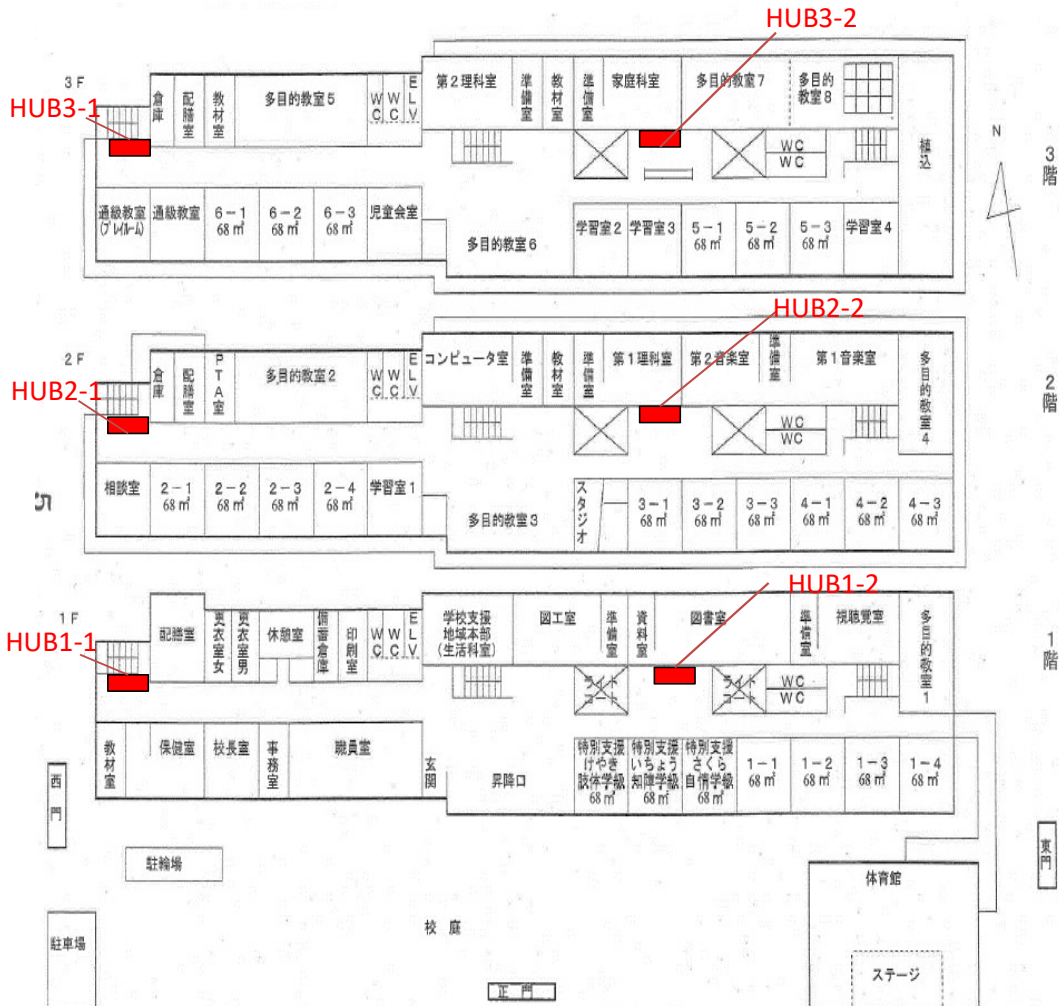 HUB3-2
3F
HUB3-1
倉庫
配膳室
教材室
多目的教室5
WC
WC
ELV
第2理科室
準備室
教材室
準備室
家庭科室
多目的教室7
多目的
教室8
WC
WC
植込
N
3階
通級教室
(プレイルーム)
通級教室
6-1
68㎡
6-2
68㎡
6-3
68㎡
児童会室
多目的教室6
学習室2
学習室3
5-1
68㎡
5-2
68㎡
5-3
68㎡
学習室4
HUB2-2
2F
HUB2-1
倉庫
配膳室
PTA室
多目的教室2
WC
WC
ELV
コンピュータ室
準備室
教材室
準備室
第1理科室
第2音楽室
準備室
第1音楽室
多目的教室4
WC
WC
2階
相談室
2-1
68㎡
2-2
68㎡
2-3
68㎡
2-4
68㎡
学習室1
多目的教室3
スタジオ
3-1
68㎡
3-2
68㎡
3-3
68㎡
4-1
68㎡
4-2
68㎡
4-3
68㎡
HUB1-2
1F
HUB1-1
配膳室
更衣室女
更衣室男
休憩室
備蓄倉庫
印刷室
WC
WC
ELV
学校支援
地域本部
(生活科室)
図工室
準備室
資料室
図書室
準備室
視聴覚室
多目的教室1
ライト
コート
ライト
コート
WC
WC
1階
教材室
保健室
校長室
事務室
職員室
玄関
昇降口
特別支援
けやき
肢体学級
68㎡
特別支援
いちょう
知障学級
68㎡
特別支援
さくら
自情学級
68㎡
1-1
68㎡
1-2
68㎡
1-3
68㎡
1-4
68㎡
西門
駐輪場
東門
体育館
校庭
駐車場
ステージ
正門